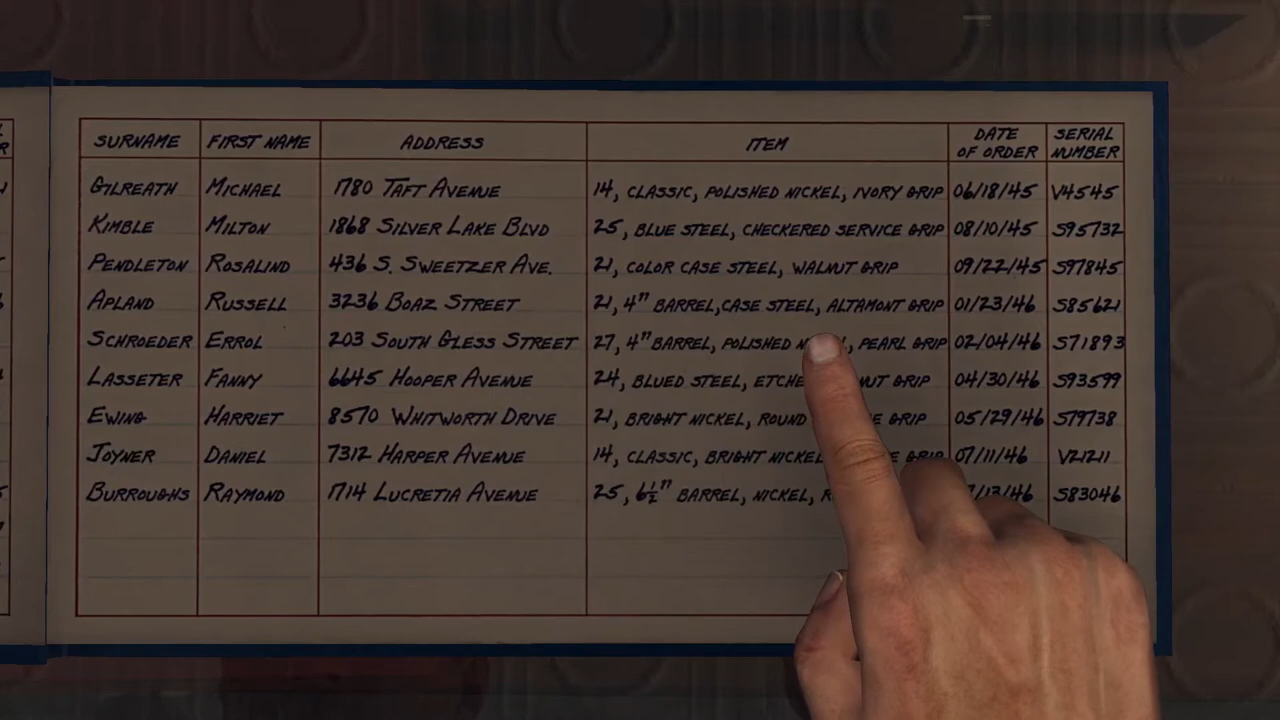 SURNAME FIRST NAME ADDRESS ITEM DATE OF ORDER SERIAL NUMBER
GILREATH MICHAEL 1780 TAFT AVENUE 14, CLASSIC, POLISHED NICKEL, IVORY GRIP 06/18/45 V4545
KIMBLE MILTON 1868 SILVER LAKE BLVD 25, BLUE STEEL, CHECKERED SERVICE GRIP 08/10/45 S95732
PENDLETON ROSALIND 436 S. SWEETZER AVE. 21, COLOR CASE STEEL, WALNUT GRIP 09/22/45 S97845
APLAND RUSSELL 3236 BOAZ STREET 21, 4" BARREL, CASE STEEL, ALTAMONT GRIP 01/23/46 S85621
SCHROEDER ERROL 203 SOUTH GLESS STREET 27, 4" BARREL, POLISHED PEARL GRIP 02/04/46 S71893
LASSETER FANNY 6645 HOOPER AVENUE 24, BLUED STEEL, GRIP 04/30/46 S93599
EWING HARRIET 8570 WHITWORTH DRIVE 21, BRIGHT NICKEL, ROUND GRIP 05/29/46 S79738
JOYNER DANIEL 7312 HARPER AVENUE 14, CLASSIC, BRIGHT NICKEL GRIP 07/11/46 V21211
BURROUGHS RAYMOND 1714 LUCRETIA AVENUE 25, 6½" BARREL, NICKEL, /13/46 S83046